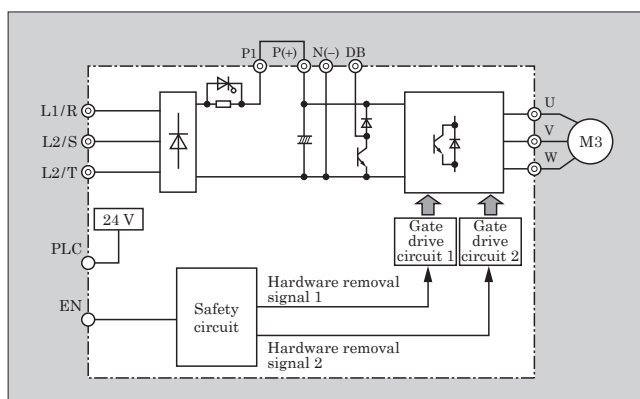 P1 P(+) N(−) DB
L1/R
L2/S
L2/T
U
V
W
M3
24 V
PLC
EN
Gate
drive
circuit 1
Gate
drive
circuit 2
Safety
circuit
Hardware removal
signal 1
Hardware removal
signal 2